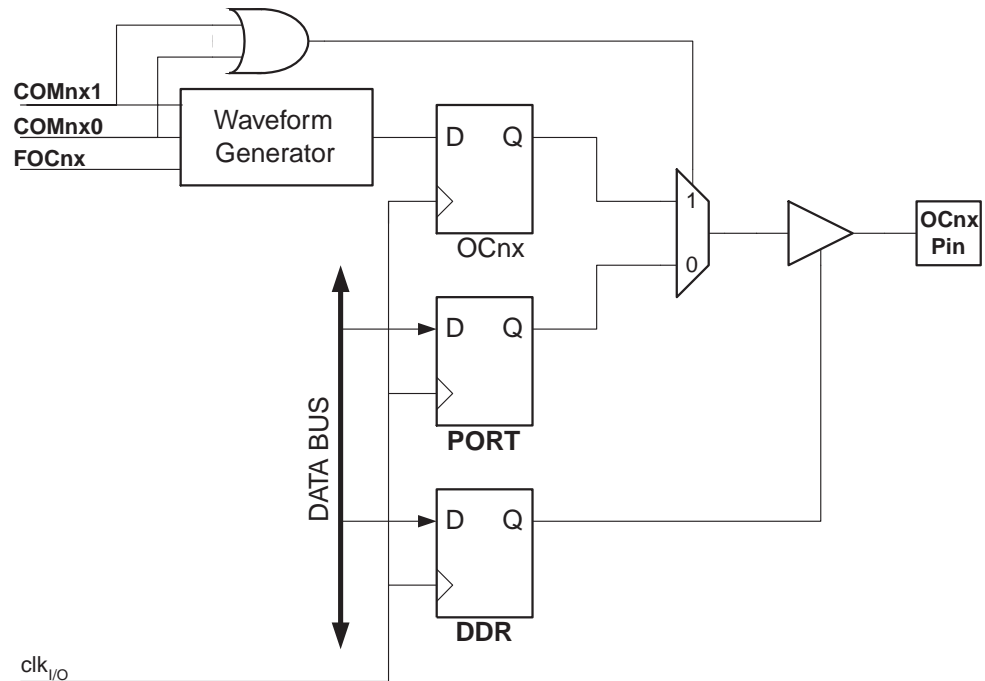 COMnx1
COMnx0
FOCnx
Waveform
Generator
D Q
OCnx
1
0
OCnx
Pin
D Q
PORT
DATA BUS
D Q
DDR
clkI/O